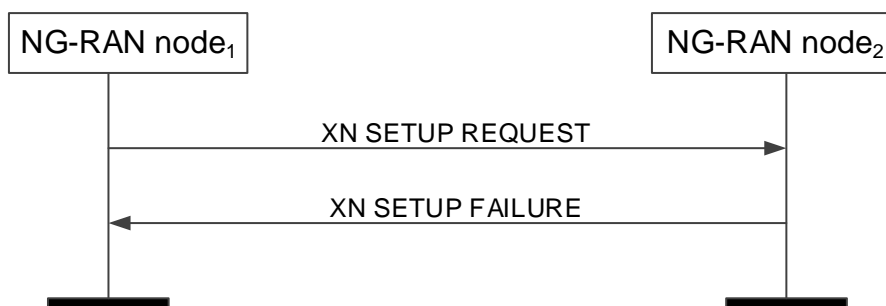 NG-RAN node₁
NG-RAN node₂
XN SETUP REQUEST
XN SETUP FAILURE